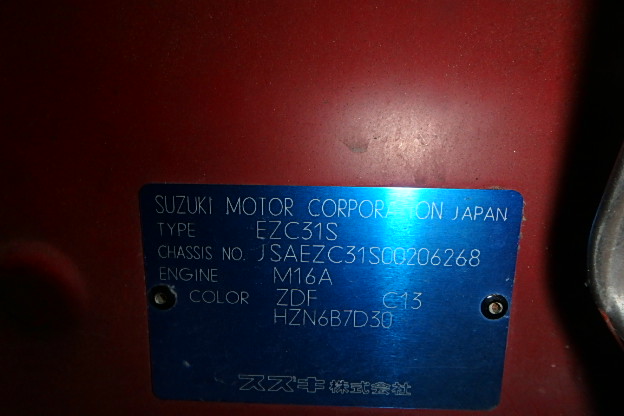 SUZUKI MOTOR CORPORATION JAPAN
TYPE EZC31S
CHASSIS NO. JSAEZC31S00206268
ENGINE M16A
COLOR ZDF C13
HZN6B7D30
スズキ株式会社